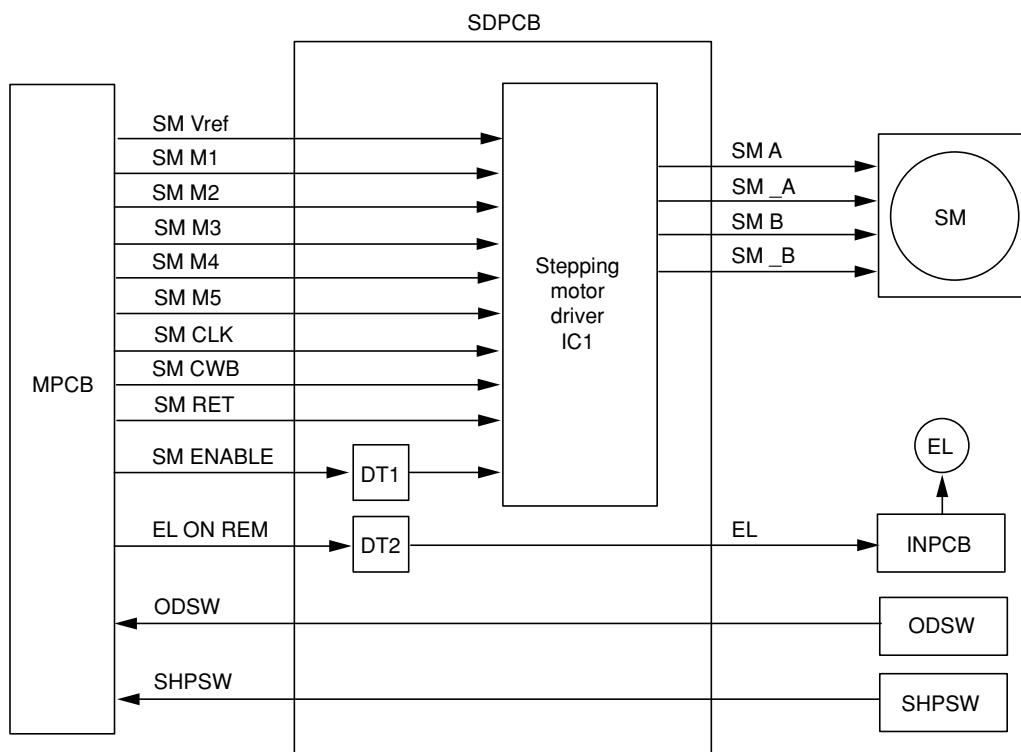 SDPCB
MPCB
SM Vref
SM M1
SM M2
SM M3
SM M4
SM M5
SM CLK
SM CWB
SM RET
SM ENABLE
EL ON REM
ODSW
SHPSW
DT1
DT2
Stepping
motor
driver
IC1
SM A
SM _A
SM B
SM _B
EL
SM
EL
INPCB
ODSW
SHPSW